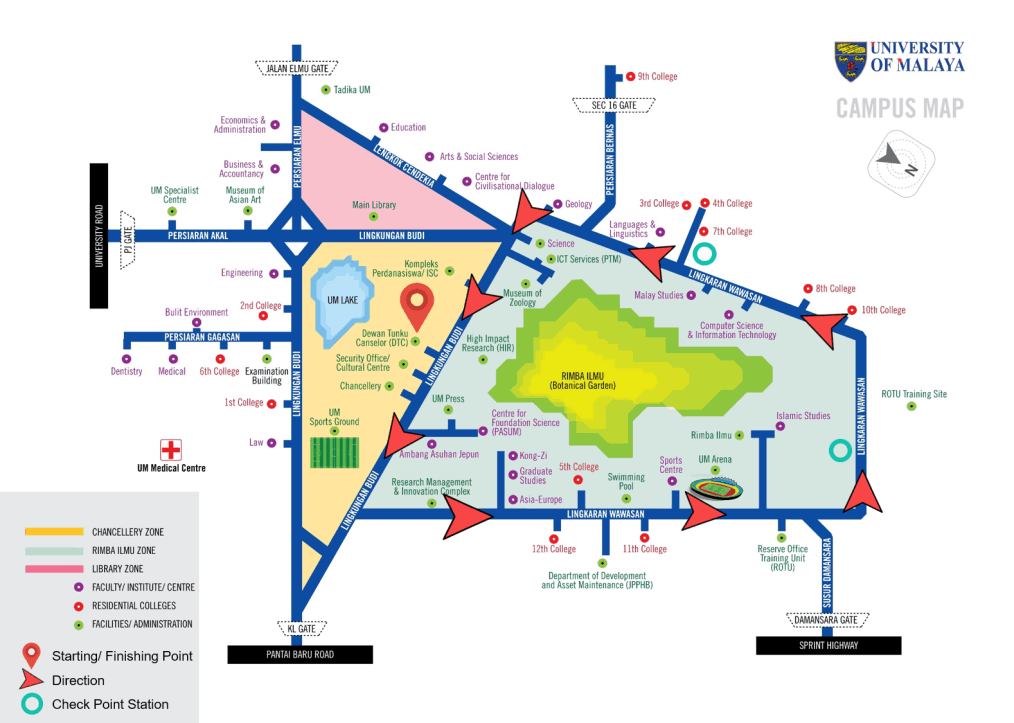 UNIVERSITY
OF MALAYA
CAMPUS MAP
N
JALAN ELMU GATE
Tadika UM
9th College
SEC 16 GATE
PERSIARAN BERNAS
Economics &
Administration
Education
PERSIARAN ELMU
LENGKOK CENDEKIA
Arts & Social Sciences
Business &
Accountancy
Centre for
Civilisational Dialogue
UM Specialist
Centre
Museum of
Asian Art
Main Library
Geology
3rd College
4th College
7th College
Languages &
Linguistics
UNIVERSITY ROAD
PJ GATE
PERSIARAN AKAL
LINGKUNGAN BUDI
Science
ICT Services (PTM)
LINGKARAN WAWASAN
Engineering
Kompleks
Perdanasiswa/ ISC
UM LAKE
Museum of
Zoology
Malay Studies
8th College
10th College
2nd College
Bulit Environment
PERSIARAN GAGASAN
Computer Science
& Information Technology
Dewan Tunku
Canselor (DTC)
High Impact
Research (HIR)
LINGKUNGAN BUDI
Security Office/
Cultural Centre
Dentistry
Medical
6th College
Examination
Building
LINGKUNGAN BUDI
Chancellery
RIMBA ILMU
(Botanical Garden)
LINGKARAN WAWASAN
ROTU Training Site
1st College
UM Press
UM
Sports Ground
Centre for
Foundation Science
(PASUM)
Islamic Studies
Rimba Ilmu
Law
Ambang Asuhan Jepun
Kong-Zi
UM Medical Centre
Graduate
Studies
5th College
Sports
Centre
UM Arena
Swimming
Pool
Research Management
& Innovation Complex
Asia-Europe
LINGKUNGAN BUDI
LINGKARAN WAWASAN
12th College
11th College
Reserve Office
Training Unit
(ROTU)
Department of Development
and Asset Maintenance (JPPHB)
SUSUR DAMANSARA
DAMANSARA GATE
SPRINT HIGHWAY
KL GATE
PANTAI BARU ROAD
CHANCELLERY ZONE
RIMBA ILMU ZONE
LIBRARY ZONE
FACULTY/ INSTITUTE/ CENTRE
RESIDENTIAL COLLEGES
FACILITIES/ ADMINISTRATION
Starting/ Finishing Point
Direction
Check Point Station